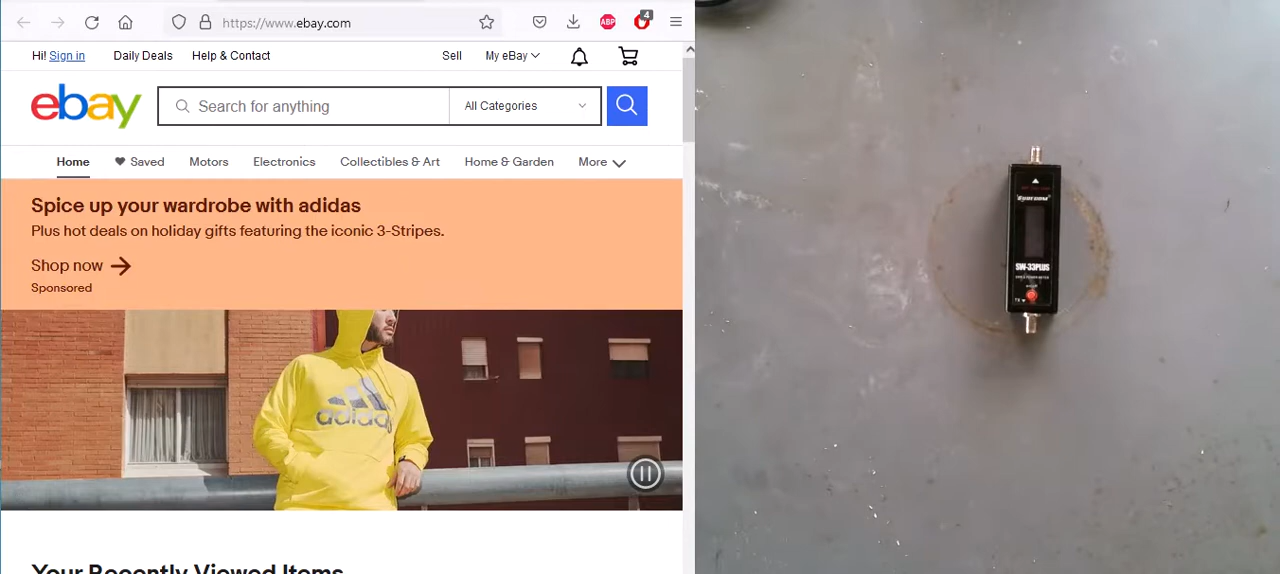 https://www.ebay.com
ABP
4
Hi! Sign in
Daily Deals
Help & Contact
Sell
My eBay
ebay
Search for anything
All Categories
Home
Saved
Motors
Electronics
Collectibles & Art
Home & Garden
More
Spice up your wardrobe with adidas
Plus hot deals on holiday gifts featuring the iconic 3-Stripes.
Shop now
Sponsored
adidas
Your Recently Viewed Items
SW-33PLUS
TX